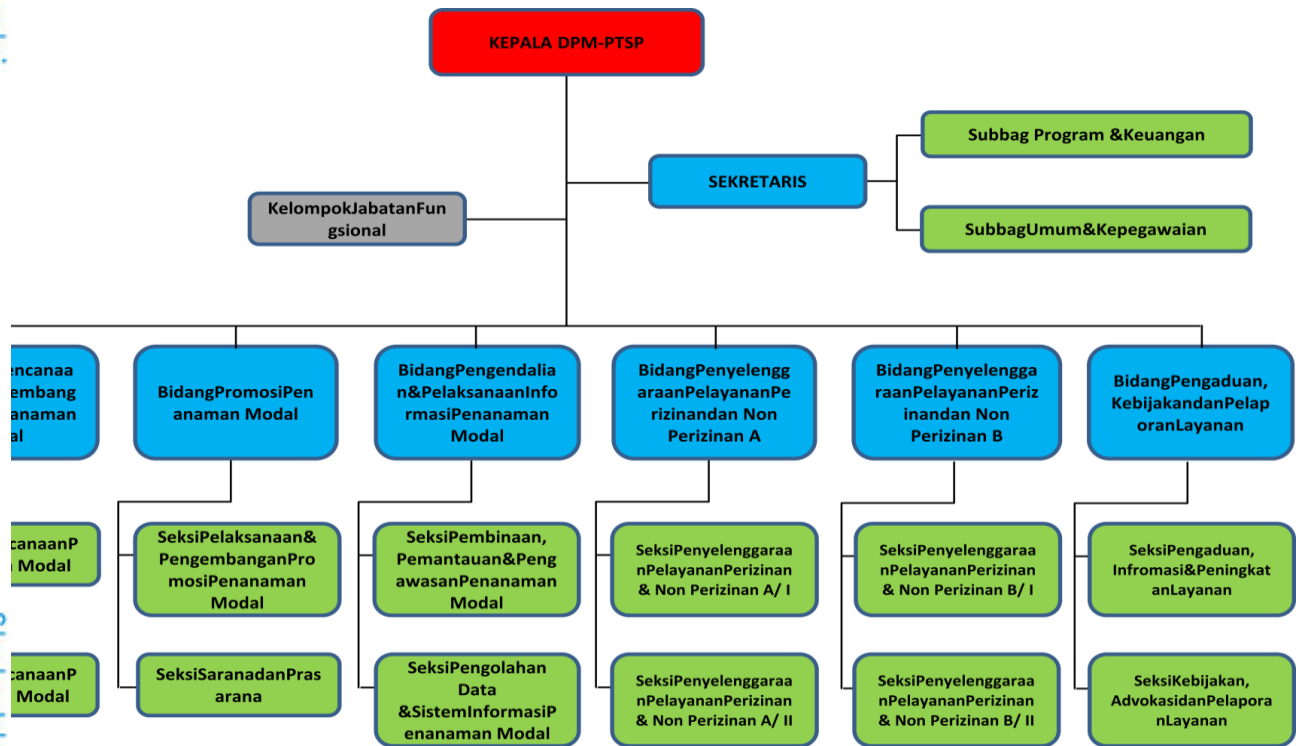 KEPALA DPM-PTSP
Subbag Program &Keuangan
SEKRETARIS
KelompokJabatanFun
gsional
SubbagUmum&Kepegawaian
encanaa
embang
anaman
al
BidangPromosiPen
anaman Modal
BidangPengendalia
n&PelaksanaanInfo
rmasiPenanaman
Modal
BidangPenyelengg
araanPelayananPe
rizinandan Non
Perizinan A
BidangPenyelengga
raanPelayananPeriz
inandan Non
Perizinan B
BidangPengaduan,
KebijakandanPelap
oranLayanan
canaanP
Modal
SeksiPelaksanaan&
PengembanganPro
mosiPenanaman
Modal
SeksiPembinaan,
Pemantauan&Peng
awasanPenanaman
Modal
SeksiPenyelenggaraa
nPelayananPerizinan
& Non Perizinan A/ I
SeksiPenyelenggaraa
nPelayananPerizinan
& Non Perizinan B/ I
SeksiPengaduan,
Infromasi&Peningkat
anLayanan
canaanP
Modal
SeksiSaranadanPras
arana
SeksiPengolahan
Data
&SistemInformasiP
enanaman Modal
SeksiPenyelenggaraa
nPelayananPerizinan
& Non Perizinan A/ II
SeksiPenyelenggaraa
nPelayananPerizinan
& Non Perizinan B/ II
SeksiKebijakan,
AdvokasidanPelapora
nLayanan